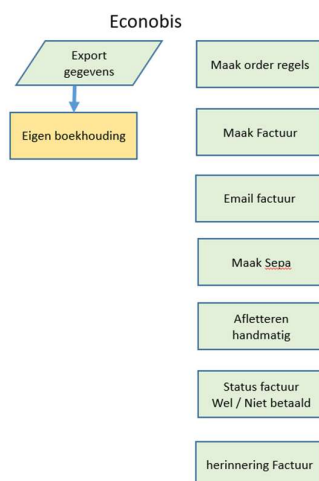 Econobis
Export
gegevens
Eigen boekhouding
Maak order regels
Maak Factuur
Email factuur
Maak Sepa
Afletteren
handmatig
Status factuur
Wel / Niet betaald
herinnering Factuur